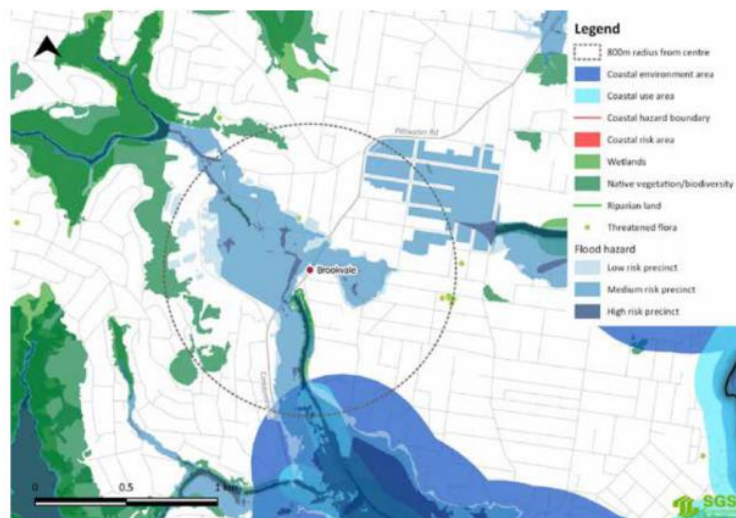 Legend
800m radius from centre
Coastal environment area
Coastal use area
Coastal hazard boundary
Coastal risk area
Wetlands
Native vegetation/biodiversity
Riparian land
Threatened flora
Flood hazard
Low risk precinct
Medium risk precinct
High risk precinct
Pittwater Rd
Brookvale
0 0.5 1 km
SGS